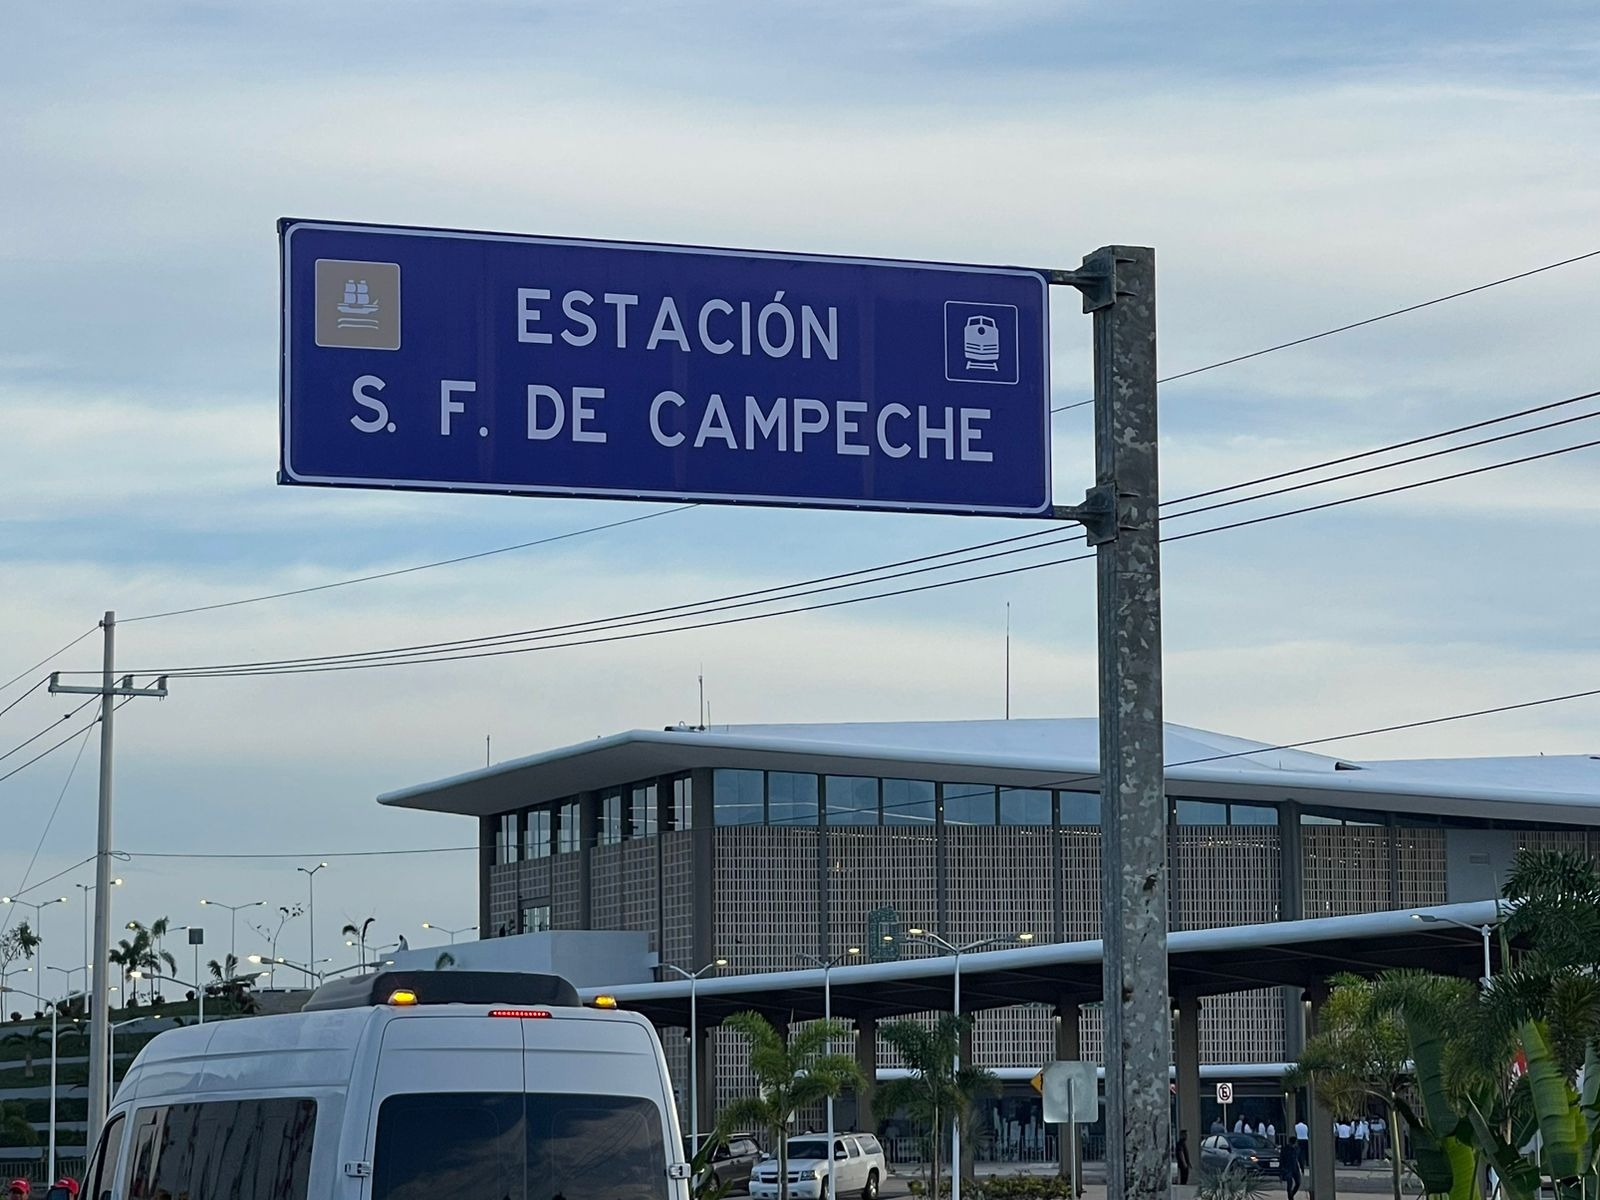 ESTACIÓN
S. F. DE CAMPECHE